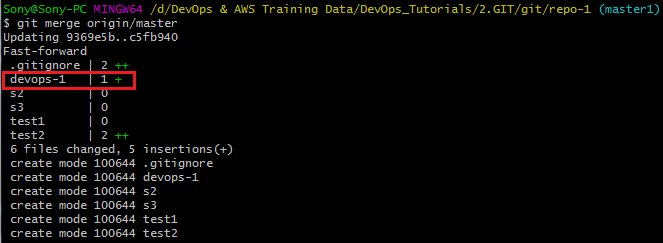 Sony@Sony-PC MINGW64 /d/DevOps & AWS Training Data/DevOps_Tutorials/2.GIT/git/repo-1 (master1)
$ git merge origin/master
Updating 9369e5b..c5fb940
Fast-forward
 .gitignore | 2 ++
 devops-1   | 1 +
 s2         | 0
 s3         | 0
 test1      | 0
 test2      | 2 ++
 6 files changed, 5 insertions(+)
 create mode 100644 .gitignore
 create mode 100644 devops-1
 create mode 100644 s2
 create mode 100644 s3
 create mode 100644 test1
 create mode 100644 test2